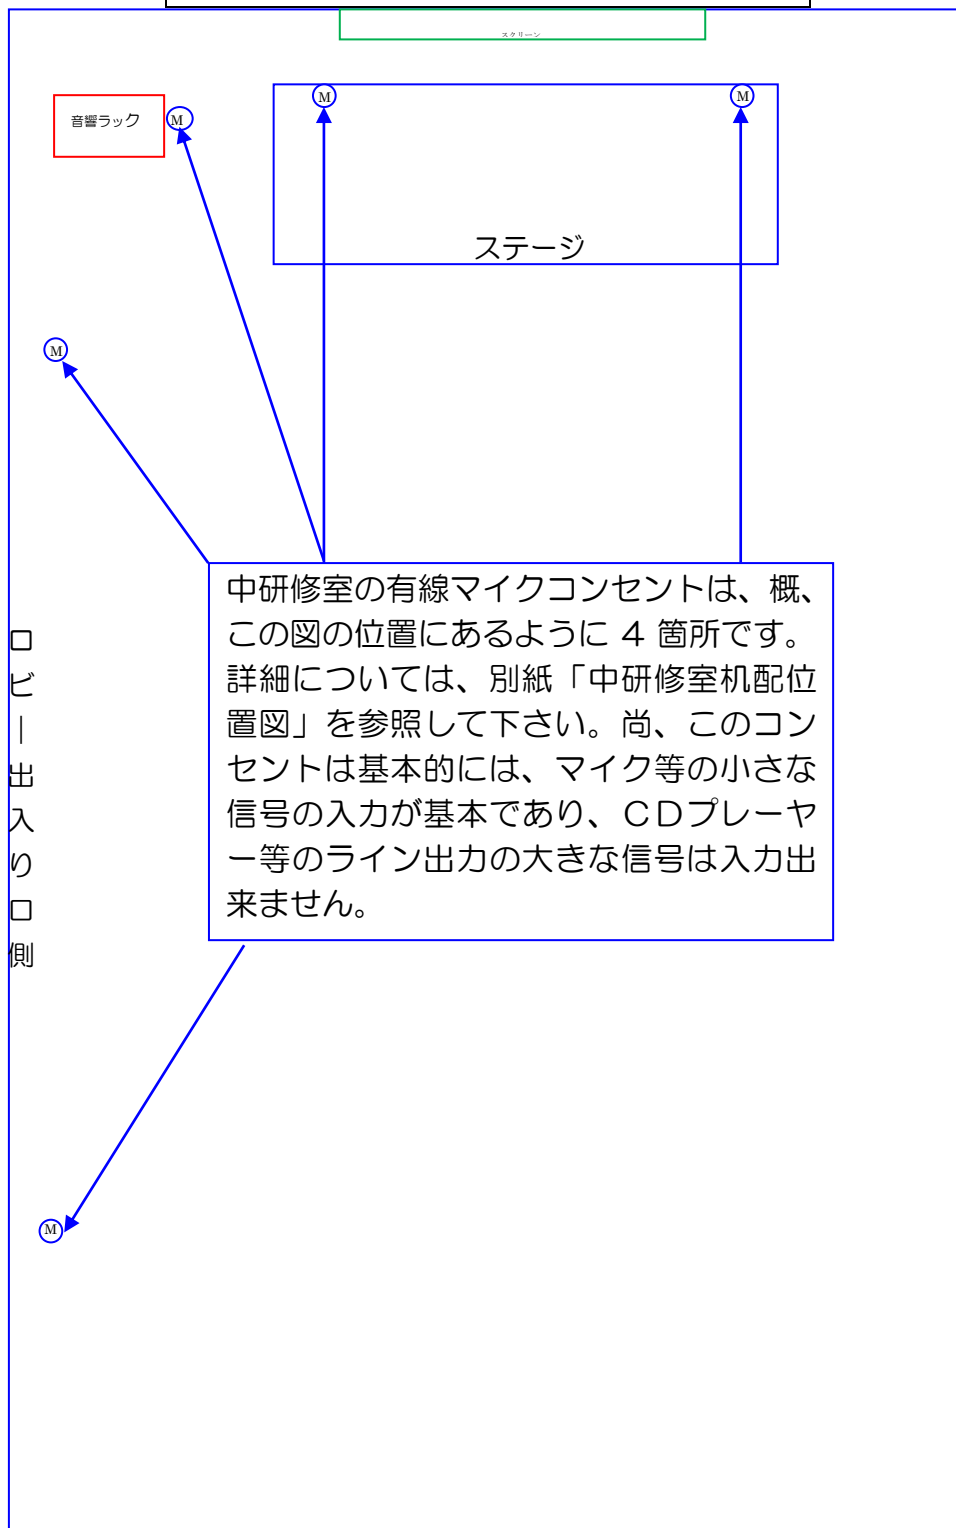 スクリーン
音響ラック
M
M
M
ステージ
M
中研修室の有線マイクコンセントは、概、
この図の位置にあるように 4 箇所です。
詳細については、別紙「中研修室机配位
置図」を参照して下さい。尚、このコン
セントは基本的には、マイク等の小さな
信号の入力が基本であり、CDプレーヤ
ー等のライン出力の大きな信号は入力出
来ません。
ロビー出入り口側
M